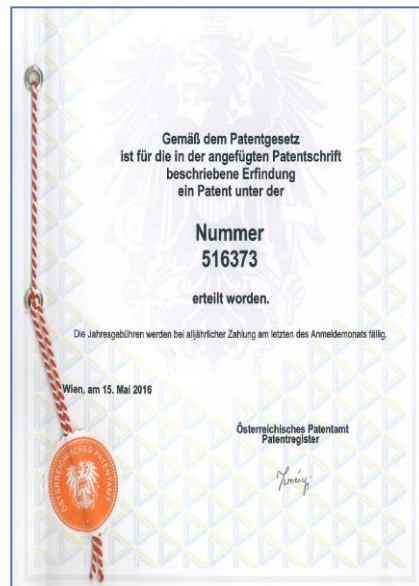 Gemäß dem Patentgesetz
ist für die in der angefügten Patentschrift
beschriebene Erfindung
ein Patent unter der
Nummer
516373
erteilt worden.
Die Jahresgebühren werden bei alljährlicher Zahlung am letzten des Anmeldemonats fällig.
Wien, am 15. Mai 2016
Österreichisches Patentamt
Patentregister
ÖSTERREICHISCHES PATENTAMT